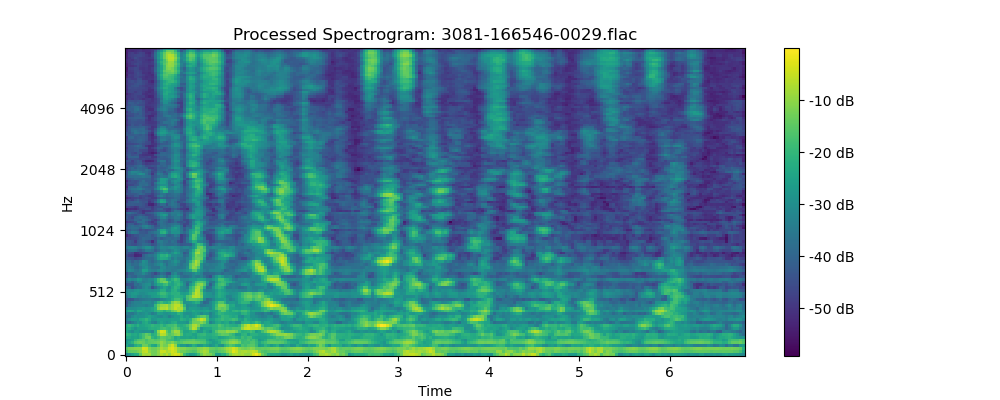 Processed Spectrogram: 3081-166546-0029.flac
Hz
4096
2048
1024
512
0
0 1 2 3 4 5 6
Time
-10 dB
-20 dB
-30 dB
-40 dB
-50 dB